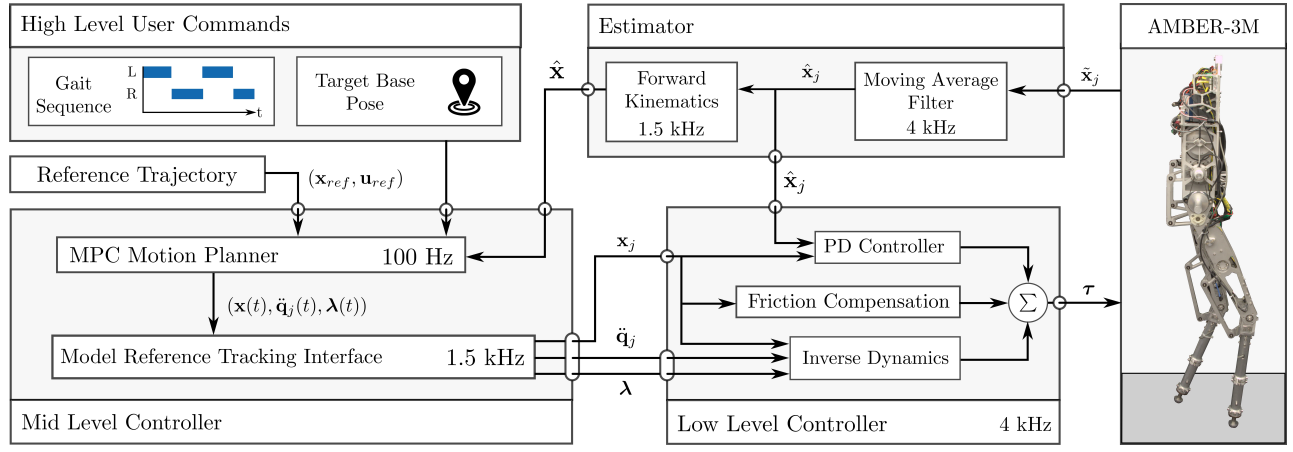 High Level User Commands
Gait
Sequence
L
R
t
Target Base
Pose
Reference Trajectory
(x_ref, u_ref)
MPC Motion Planner 100 Hz
(x(t), q̈_j(t), λ(t))
Model Reference Tracking Interface 1.5 kHz
Mid Level Controller
Estimator
x̂
Forward
Kinematics
1.5 kHz
x̂_j
Moving Average
Filter
4 kHz
x̃_j
x̂_j
x_j
q̈_j
λ
PD Controller
Friction Compensation
Inverse Dynamics
Σ
τ
Low Level Controller 4 kHz
AMBER-3M